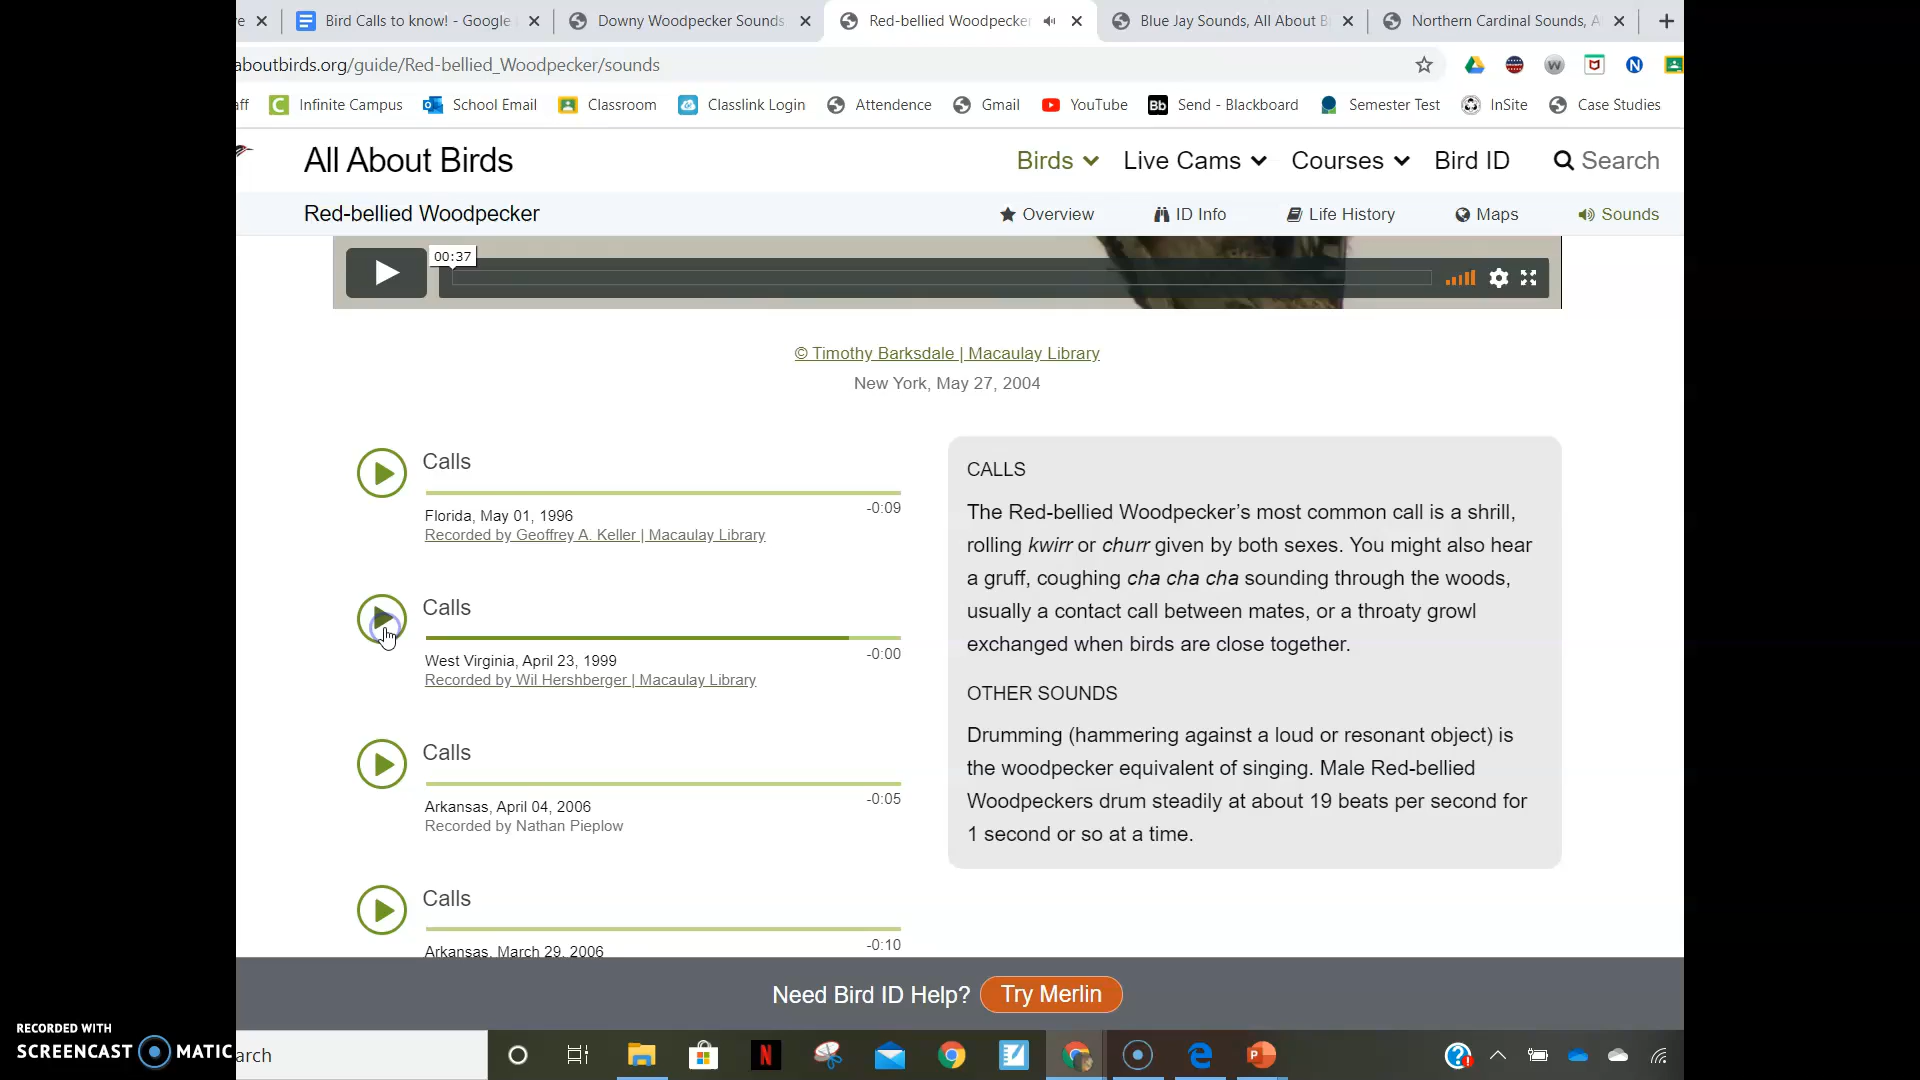 Bird Calls to know! - Google
Downy Woodpecker Sounds
Red-bellied Woodpecker
Blue Jay Sounds, All About B
Northern Cardinal Sounds, A
aboutbirds.org/guide/Red-bellied_Woodpecker/sounds
aff
Infinite Campus
School Email
Classroom
Classlink Login
Attendence
Gmail
YouTube
Bb Send - Blackboard
Semester Test
InSite
Case Studies
All About Birds
Birds
Live Cams
Courses
Bird ID
Search
Red-bellied Woodpecker
Overview
ID Info
Life History
Maps
Sounds
00:37
© Timothy Barksdale | Macaulay Library
New York, May 27, 2004
Calls
-0:09
Florida, May 01, 1996
Recorded by Geoffrey A. Keller | Macaulay Library
Calls
-0:00
West Virginia, April 23, 1999
Recorded by Wil Hershberger | Macaulay Library
Calls
-0:05
Arkansas, April 04, 2006
Recorded by Nathan Pieplow
Calls
-0:10
Arkansas, March 29, 2006
CALLS
The Red-bellied Woodpecker’s most common call is a shrill,
rolling kwirr or churr given by both sexes. You might also hear
a gruff, coughing cha cha cha sounding through the woods,
usually a contact call between mates, or a throaty growl
exchanged when birds are close together.
OTHER SOUNDS
Drumming (hammering against a loud or resonant object) is
the woodpecker equivalent of singing. Male Red-bellied
Woodpeckers drum steadily at about 19 beats per second for
1 second or so at a time.
Need Bird ID Help?
Try Merlin
RECORDED WITH
SCREENCAST MATIC
arch